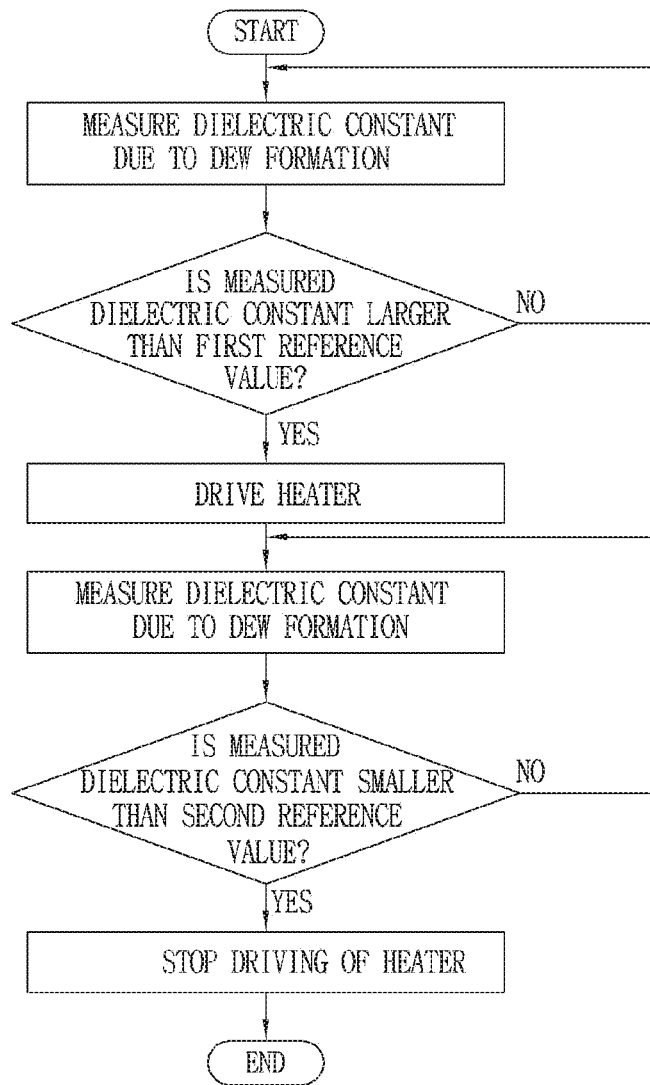 START
MEASURE DIELECTRIC CONSTANT
DUE TO DEW FORMATION
IS MEASURED
DIELECTRIC CONSTANT LARGER
THAN FIRST REFERENCE
VALUE?
NO
YES
DRIVE HEATER
MEASURE DIELECTRIC CONSTANT
DUE TO DEW FORMATION
IS MEASURED
DIELECTRIC CONSTANT SMALLER
THAN SECOND REFERENCE
VALUE?
NO
YES
STOP DRIVING OF HEATER
END